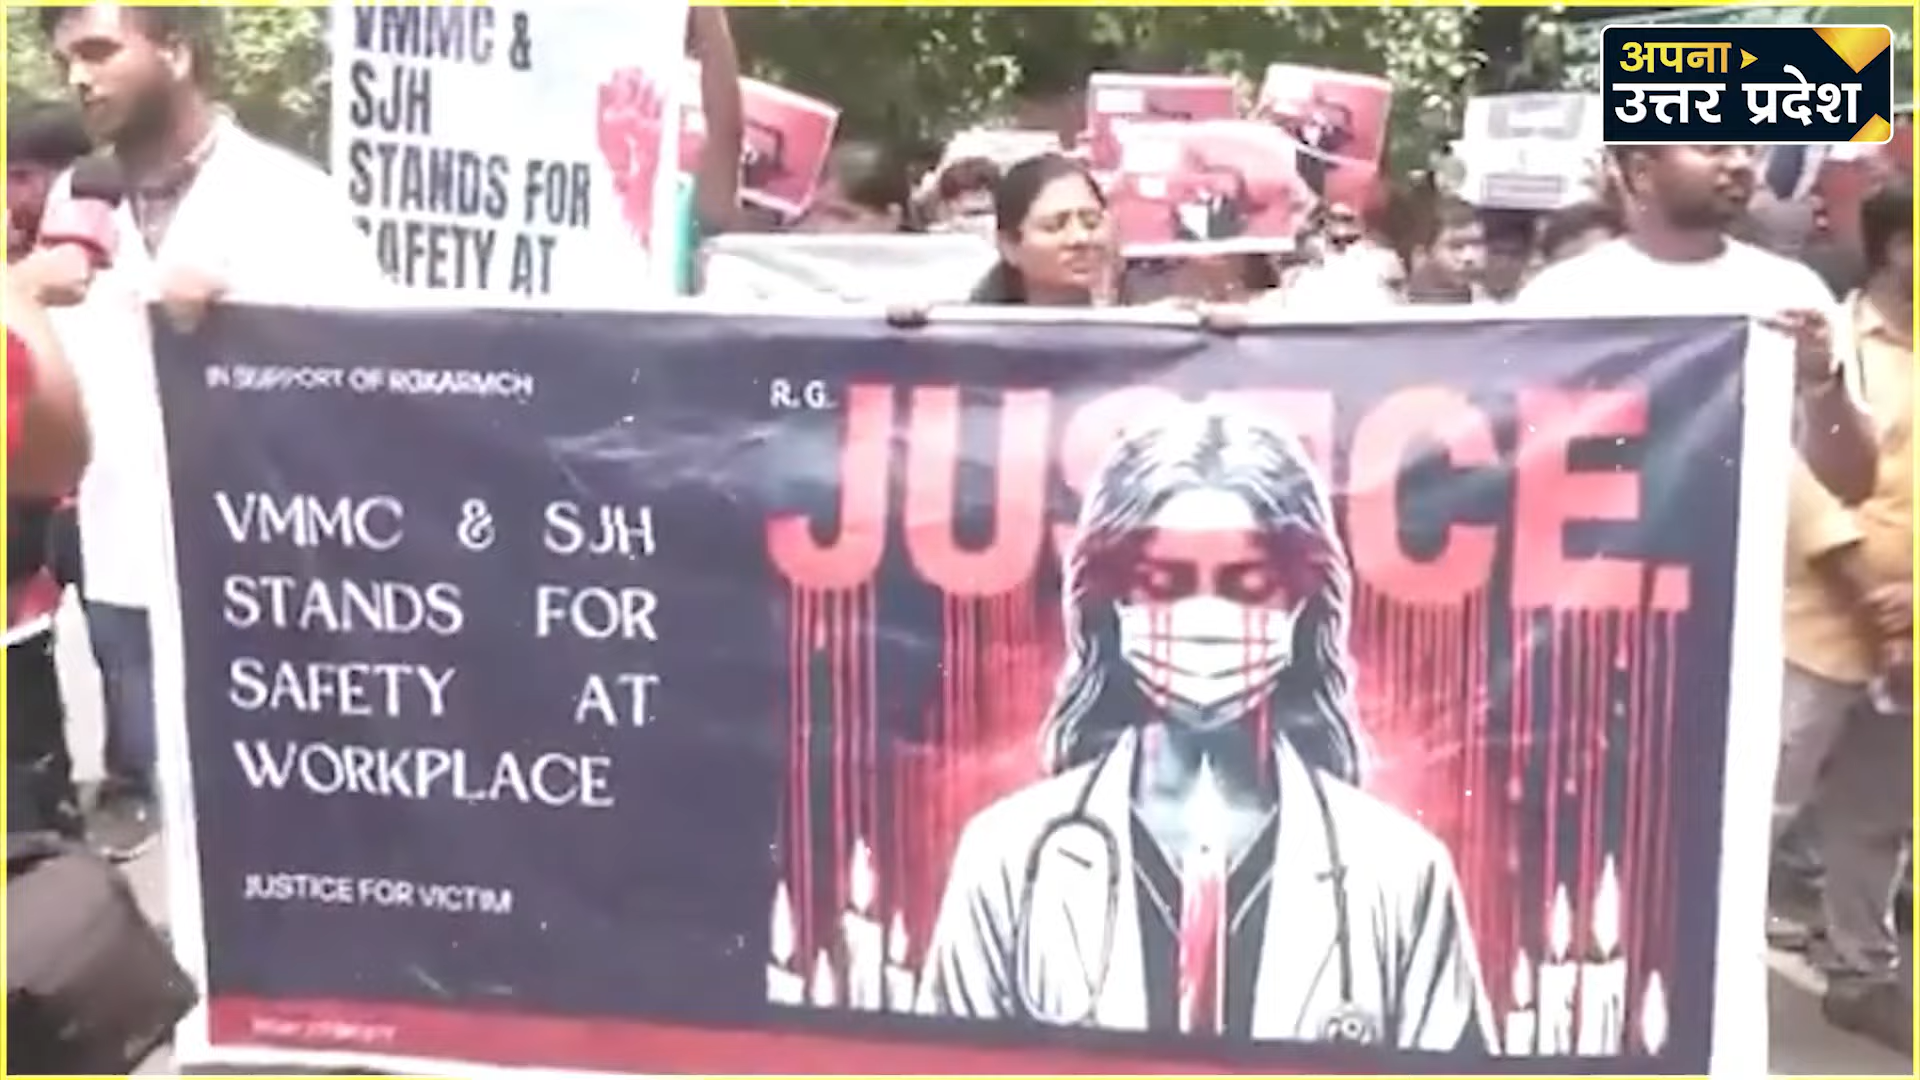 अपना
उत्तर प्रदेश
VMMC &
SJH
STANDS FOR
SAFETY AT
IN SUPPORT OF RGKARMCH
VMMC & SJH
STANDS FOR
SAFETY AT
WORKPLACE
JUSTICE FOR VICTIM
R. G.
JUSTICE.